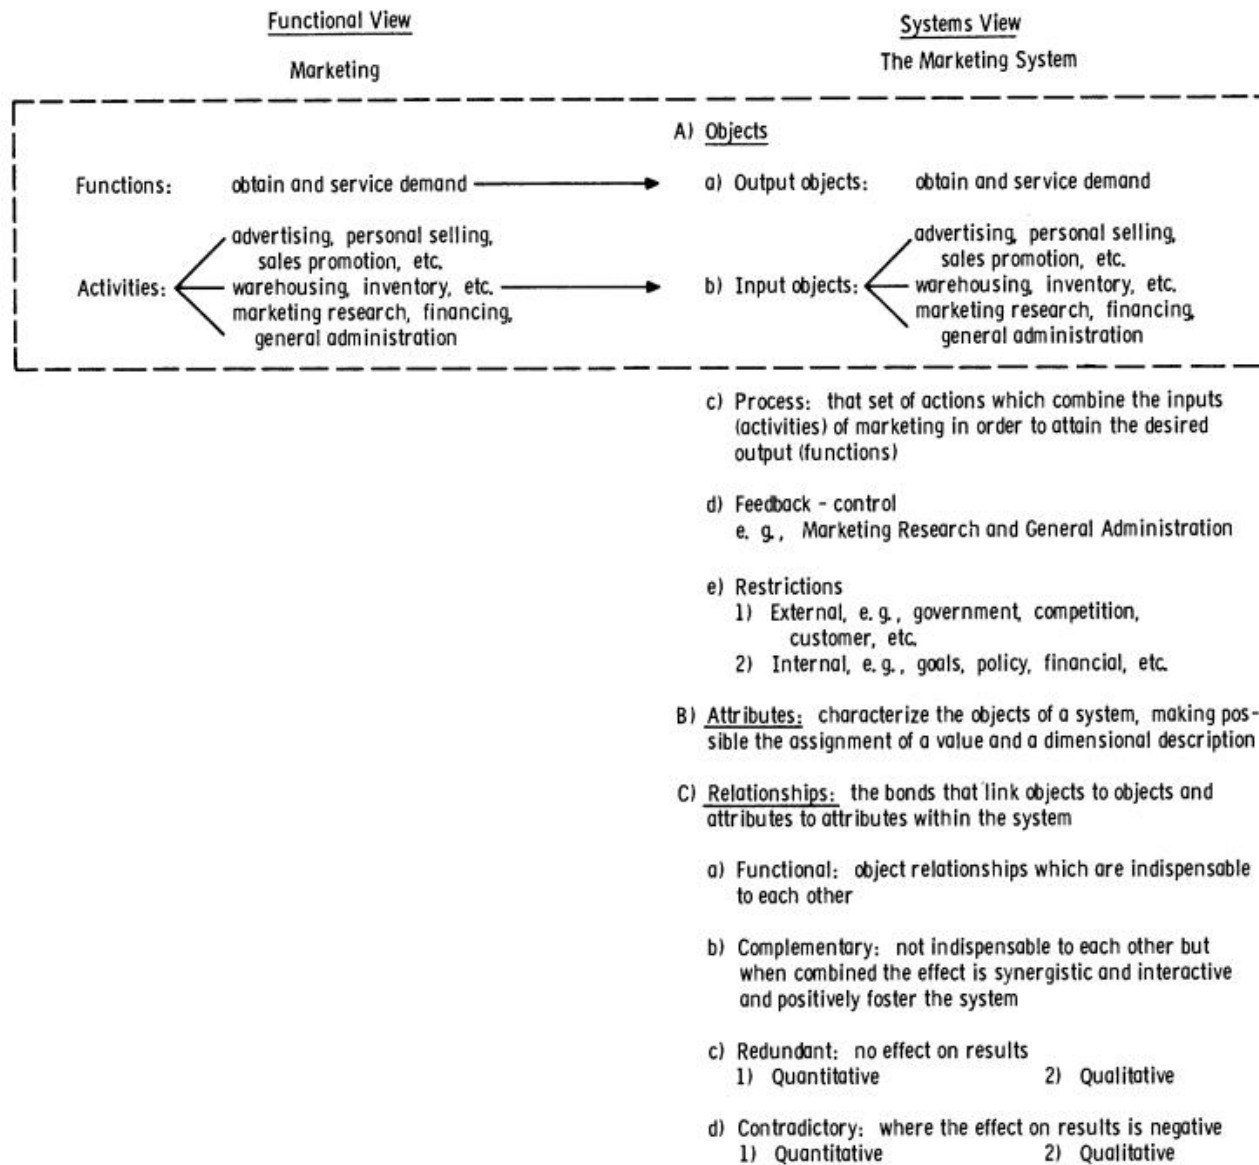 Functional View
Systems View
Marketing
The Marketing System
A) Objects
Functions: obtain and service demand
a) Output objects: obtain and service demand
Activities:
advertising, personal selling,
sales promotion, etc.
warehousing, inventory, etc.
marketing research, financing,
general administration
b) Input objects:
advertising, personal selling,
sales promotion, etc.
warehousing, inventory, etc.
marketing research, financing,
general administration
c) Process: that set of actions which combine the inputs
(activities) of marketing in order to attain the desired
output (functions)
d) Feedback - control
e. g., Marketing Research and General Administration
e) Restrictions
1) External, e. g., government, competition,
customer, etc.
2) Internal, e. g., goals, policy, financial, etc.
B) Attributes: characterize the objects of a system, making pos-
sible the assignment of a value and a dimensional description
C) Relationships: the bonds that link objects to objects and
attributes to attributes within the system
a) Functional: object relationships which are indispensable
to each other
b) Complementary: not indispensable to each other but
when combined the effect is synergistic and interactive
and positively foster the system
c) Redundant: no effect on results
1) Quantitative 2) Qualitative
d) Contradictory: where the effect on results is negative
1) Quantitative 2) Qualitative